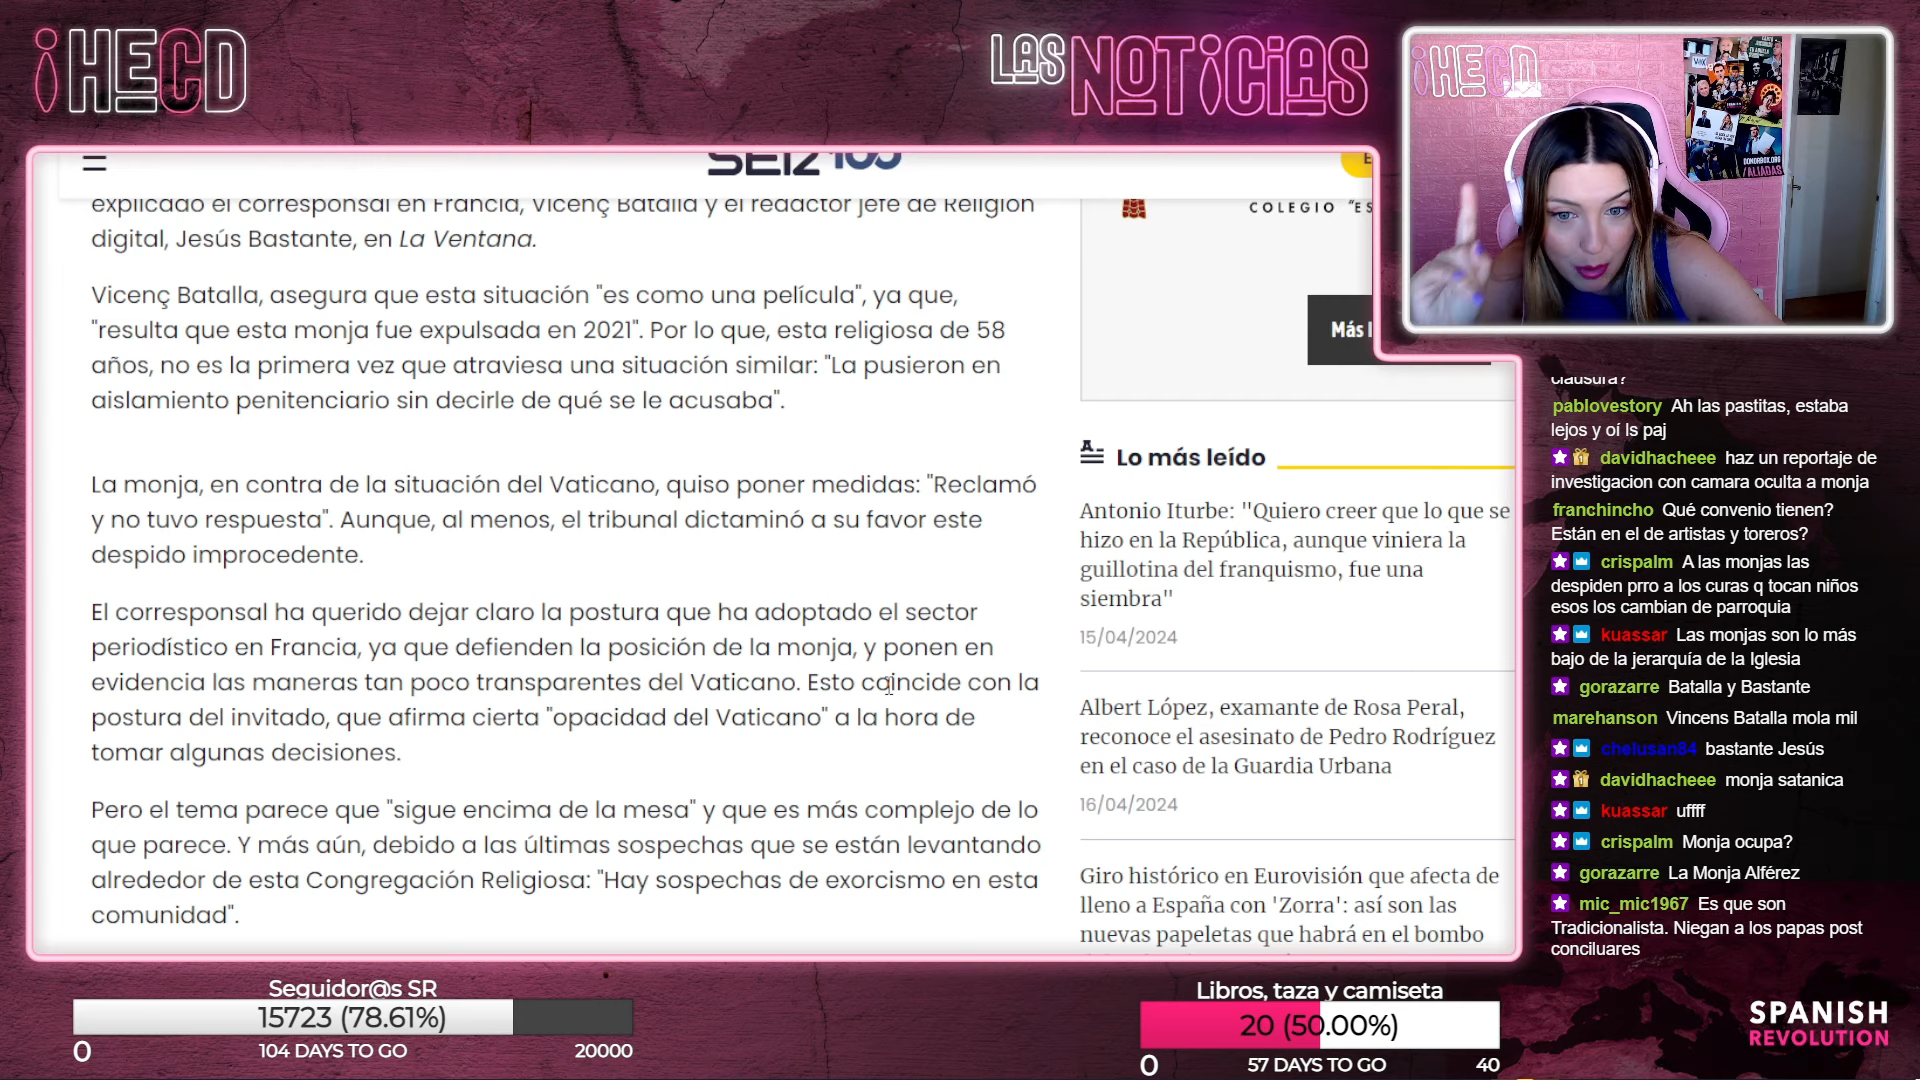 ¡HECD
LAS NOTICIAS
explicado el corresponsal en Francia, Vicenç Batalla y el redactor jefe de Religión
digital, Jesús Bastante, en La Ventana.
Vicenç Batalla, asegura que esta situación "es como una película", ya que,
"resulta que esta monja fue expulsada en 2021". Por lo que, esta religiosa de 58
años, no es la primera vez que atraviesa una situación similar: "La pusieron en
aislamiento penitenciario sin decirle de qué se le acusaba".
La monja, en contra de la situación del Vaticano, quiso poner medidas: "Reclamó
y no tuvo respuesta". Aunque, al menos, el tribunal dictaminó a su favor este
despido improcedente.
El corresponsal ha querido dejar claro la postura que ha adoptado el sector
periodístico en Francia, ya que defienden la posición de la monja, y ponen en
evidencia las maneras tan poco transparentes del Vaticano. Esto coincide con la
postura del invitado, que afirma cierta "opacidad del Vaticano" a la hora de
tomar algunas decisiones.
Pero el tema parece que "sigue encima de la mesa" y que es más complejo de lo
que parece. Y más aún, debido a las últimas sospechas que se están levantando
alrededor de esta Congregación Religiosa: "Hay sospechas de exorcismo en esta
comunidad".
COLEGIO "ES
Más
Lo más leído
Antonio Iturbe: "Quiero creer que lo que se
hizo en la República, aunque viniera la
guillotina del franquismo, fue una
siembra"
15/04/2024
Albert López, examante de Rosa Peral,
reconoce el asesinato de Pedro Rodríguez
en el caso de la Guardia Urbana
16/04/2024
Giro histórico en Eurovisión que afecta de
lleno a España con 'Zorra': así son las
nuevas papeletas que habrá en el bombo
¡HECD
DONORBOX.ORG
/ALIADAS
clausura?
pablovestory Ah las pastitas, estaba
lejos y oí ls paj
davidhacheee haz un reportaje de
investigacion con camara oculta a monja
franchincho Qué convenio tienen?
Están en el de artistas y toreros?
crispalm A las monjas las
despiden prro a los curas q tocan niños
esos los cambian de parroquia
kuassar Las monjas son lo más
bajo de la jerarquía de la Iglesia
gorazarre Batalla y Bastante
marehanson Vincens Batalla mola mil
chelusan84 bastante Jesús
davidhacheee monja satanica
kuassar uffff
crispalm Monja ocupa?
gorazarre La Monja Alférez
mic_mic1967 Es que son
Tradicionalista. Niegan a los papas post
conciluares
Seguidor@s SR
15723 (78.61%)
0 104 DAYS TO GO 20000
Libros, taza y camiseta
20 (50.00%)
0 57 DAYS TO GO 40
SPANISH
REVOLUTION